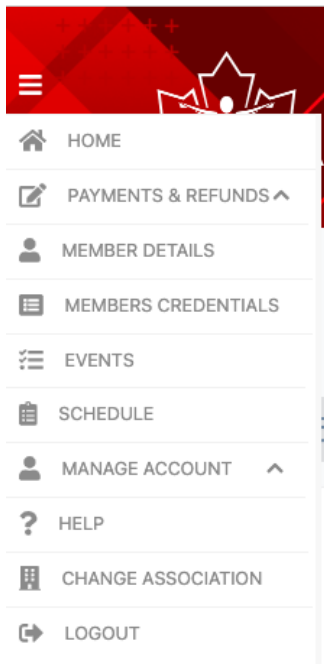 HOME
PAYMENTS & REFUNDS
MEMBER DETAILS
MEMBERS CREDENTIALS
EVENTS
SCHEDULE
MANAGE ACCOUNT
HELP
CHANGE ASSOCIATION
LOGOUT